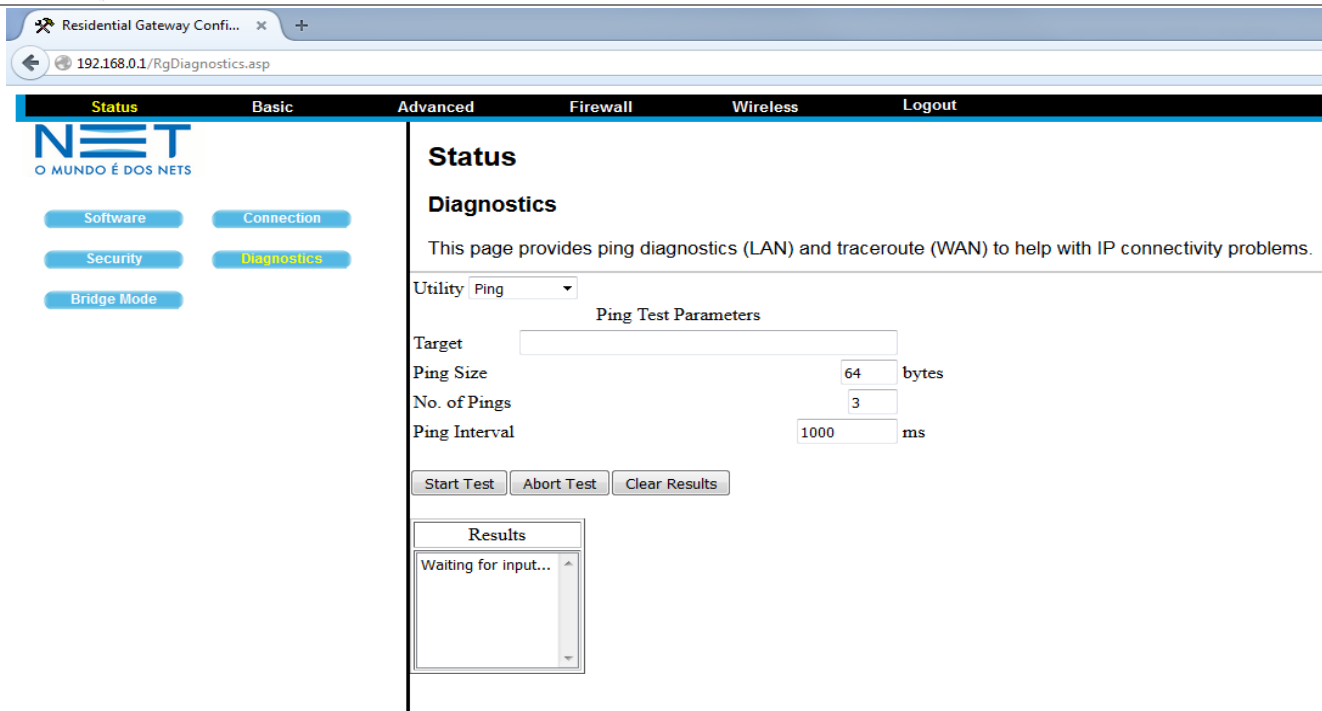 Residential Gateway Confi... × +
192.168.0.1/RgDiagnostics.asp
Status Basic Advanced Firewall Wireless Logout
NET
O MUNDO É DOS NETS
Software Connection
Security Diagnostics
Bridge Mode
Status
Diagnostics
This page provides ping diagnostics (LAN) and traceroute (WAN) to help with IP connectivity problems.
Utility Ping
Ping Test Parameters
Target
Ping Size 64 bytes
No. of Pings 3
Ping Interval 1000 ms
Start Test Abort Test Clear Results
Results
Waiting for input...